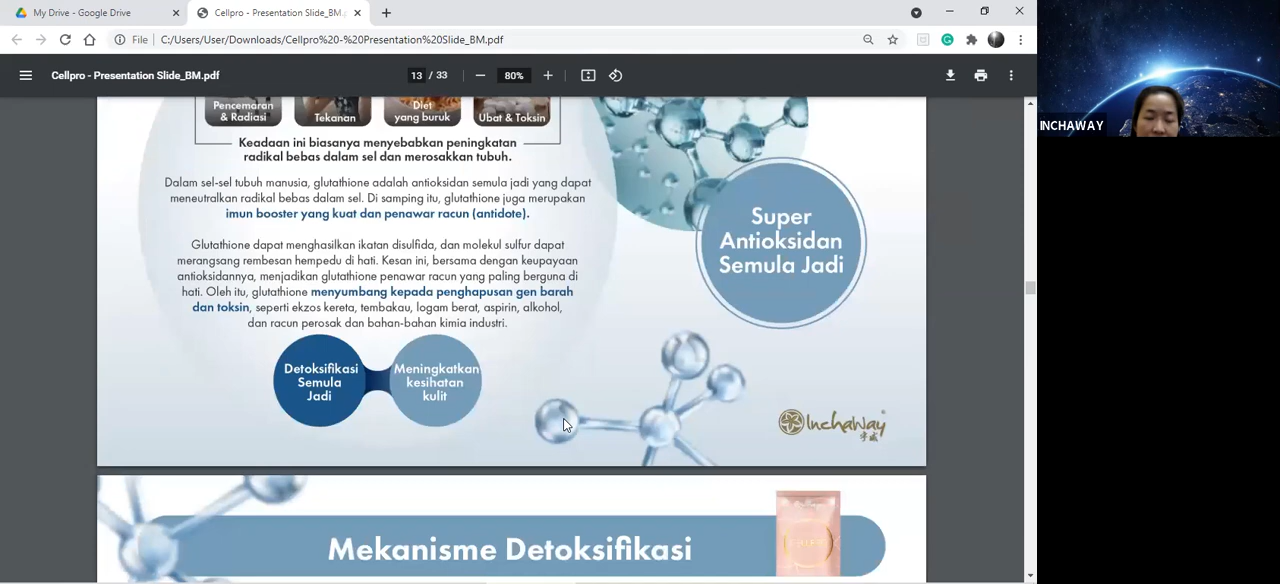 My Drive - Google Drive
Cellpro - Presentation Slide_BM.p
File
C:/Users/User/Downloads/Cellpro%20-%20Presentation%20Slide_BM.pdf
Cellpro - Presentation Slide_BM.pdf
13 / 33
80%
INCHAWAY
Pencemaran
& Radiasi
Tekanan
Diet
yang buruk
Ubat & Toksin
Keadaan ini biasanya menyebabkan peningkatan
radikal bebas dalam sel dan merosakkan tubuh.
Dalam sel-sel tubuh manusia, glutathione adalah antioksidan semula jadi yang dapat
meneutralkan radikal bebas dalam sel. Di samping itu, glutathione juga merupakan
imun booster yang kuat dan penawar racun (antidote).
Glutathione dapat menghasilkan ikatan disulfida, dan molekul sulfur dapat
merangsang rembesan hempedu di hati. Kesan ini, bersama dengan keupayaan
antioksidannya, menjadikan glutathione penawar racun yang paling berguna di
hati. Oleh itu, glutathione menyumbang kepada penghapusan gen barah
dan toksin, seperti ekzos kereta, tembakau, logam berat, aspirin, alkohol,
dan racun perosak dan bahan-bahan kimia industri.
Super
Antioksidan
Semula Jadi
Detoksifikasi
Semula
Jadi
Meningkatkan
kesihatan
kulit
InchaWay
Mekanisme Detoksifikasi